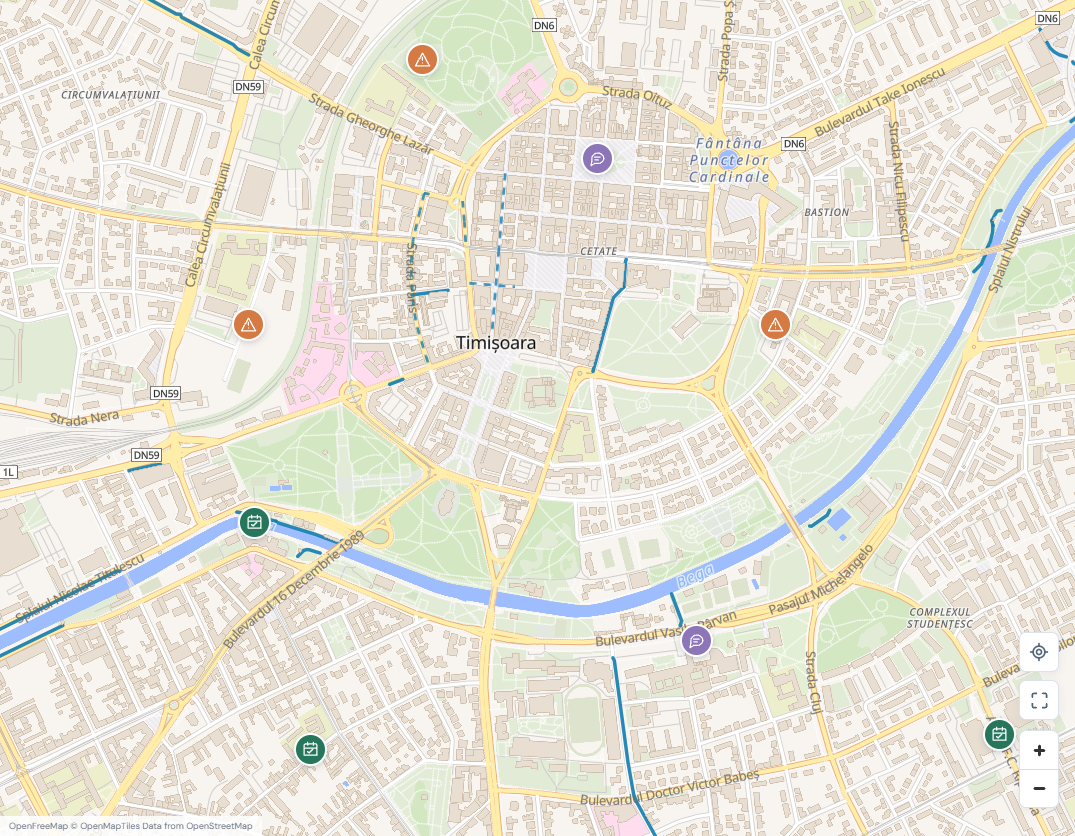 DN6
DN6
Calea Circum
Strada Popa Ș
DN59
CIRCUMVALAȚIUNII
Strada Oituz
Bulevardul Take Ionescu
Strada Gheorghe Lazăr
Fântâna
Punctelor
Cardinale
DN6
Strada Nicu Filipescu
Calea Circumvalațiunii
BASTION
Splaiul Nistrului
CETATE
Strada Paris
Timișoara
DN59
Strada Nera
DN59
1L
Splaiul Nicolae Titulescu
Bulevardul 16 Decembrie 1989
Bega
Pasajul Michelangelo
Bulevardul Vasile Pârvan
COMPLEXUL
STUDENȚESC
Strada Cluj
Bulevardul Doctor Victor Babeș
OpenFreeMap © OpenMapTiles Data from OpenStreetMap